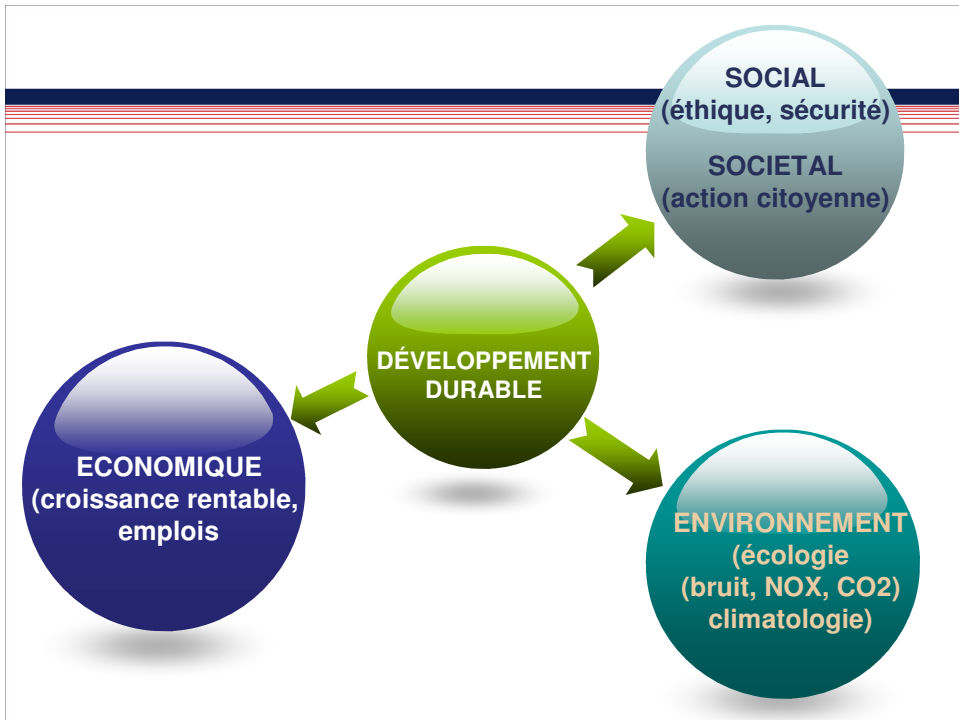 SOCIAL
(éthique, sécurité)
SOCIETAL
(action citoyenne)
DÉVELOPPEMENT
DURABLE
ECONOMIQUE
(croissance rentable,
emplois
ENVIRONNEMENT
(écologie
(bruit, NOX, CO2)
climatologie)